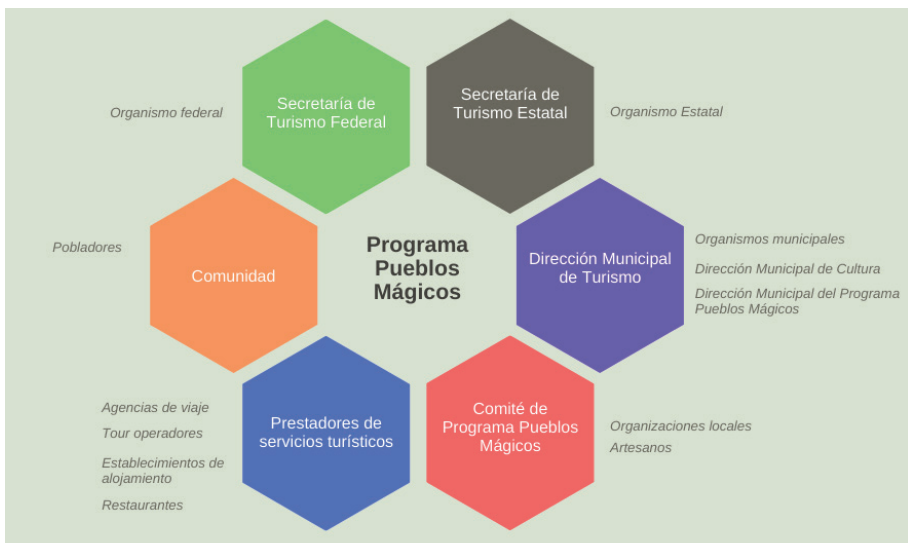 Organismo federal
Secretaría de
Turismo Federal
Secretaría de
Turismo Estatal
Organismo Estatal
Pobladores
Comunidad
Programa
Pueblos
Mágicos
Dirección Municipal
de Turismo
Organismos municipales
Dirección Municipal de Cultura
Dirección Municipal del Programa
Pueblos Mágicos
Agencias de viaje
Tour operadores
Establecimientos de
alojamiento
Restaurantes
Prestadores de
servicios turísticos
Comité de
Programa Pueblos
Mágicos
Organizaciones locales
Artesanos